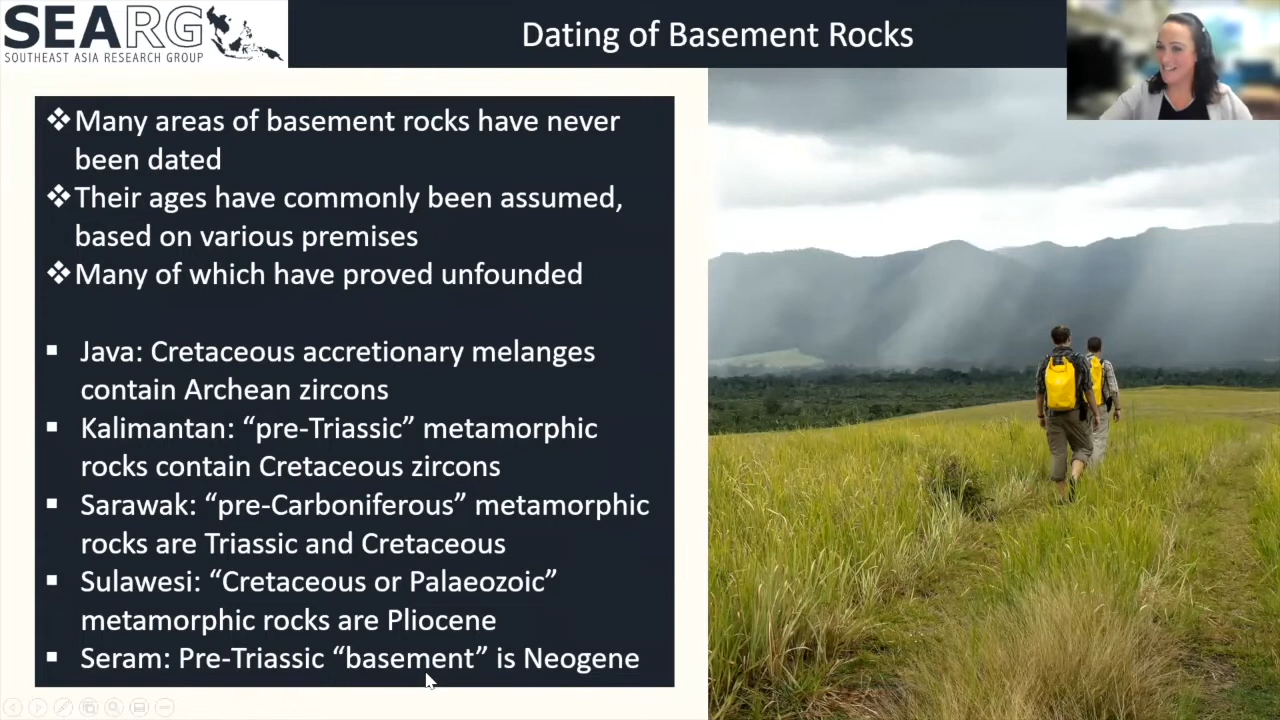 SEARG
SOUTHEAST ASIA RESEARCH GROUP
Dating of Basement Rocks
❖Many areas of basement rocks have never
been dated
❖Their ages have commonly been assumed,
based on various premises
❖Many of which have proved unfounded
▪ Java: Cretaceous accretionary melanges
contain Archean zircons
▪ Kalimantan: “pre-Triassic” metamorphic
rocks contain Cretaceous zircons
▪ Sarawak: “pre-Carboniferous” metamorphic
rocks are Triassic and Cretaceous
▪ Sulawesi: “Cretaceous or Palaeozoic”
metamorphic rocks are Pliocene
▪ Seram: Pre-Triassic “basement” is Neogene